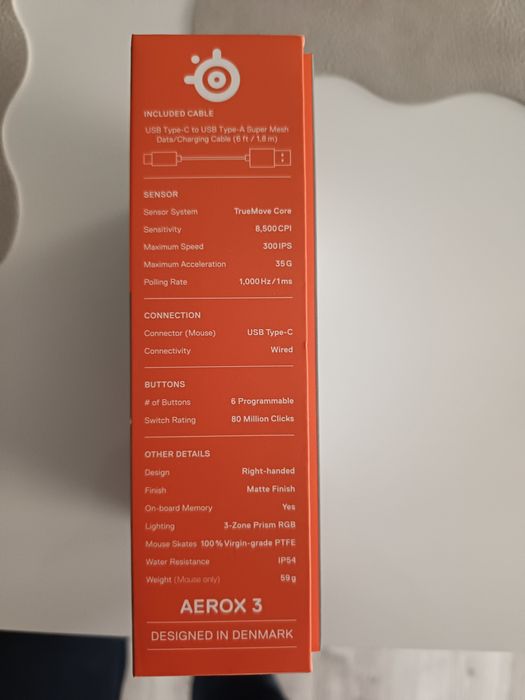 INCLUDED CABLE
USB Type-C to USB Type-A Super Mesh
Data/Charging Cable (6 ft / 1.8 m)
SENSOR
Sensor System TrueMove Core
Sensitivity 8,500 CPI
Maximum Speed 300 IPS
Maximum Acceleration 35 G
Polling Rate 1,000 Hz / 1 ms
CONNECTION
Connector (Mouse) USB Type-C
Connectivity Wired
BUTTONS
# of Buttons 6 Programmable
Switch Rating 80 Million Clicks
OTHER DETAILS
Design Right-handed
Finish Matte Finish
On-board Memory Yes
Lighting 3-Zone Prism RGB
Mouse Skates 100% Virgin-grade PTFE
Water Resistance IP54
Weight (Mouse only) 59 g
AEROX 3
DESIGNED IN DENMARK